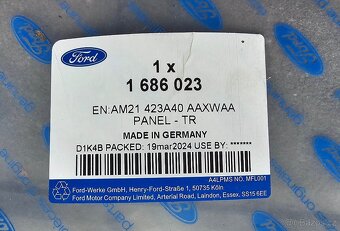 Ford
1 x
1 686 023
EN:AM21 423A40 AAXWAA
PANEL - TR
MADE IN GERMANY
D1K4B PACKED: 19mar2024 USE BY: *******
A4LPMS NO. MFL001
Ford-Werke GmbH, Henry-Ford-Straße 1, 50735 Köln
Ford Motor Company Limited, Arterial Road, Laindon, Essex, SS15 6EE